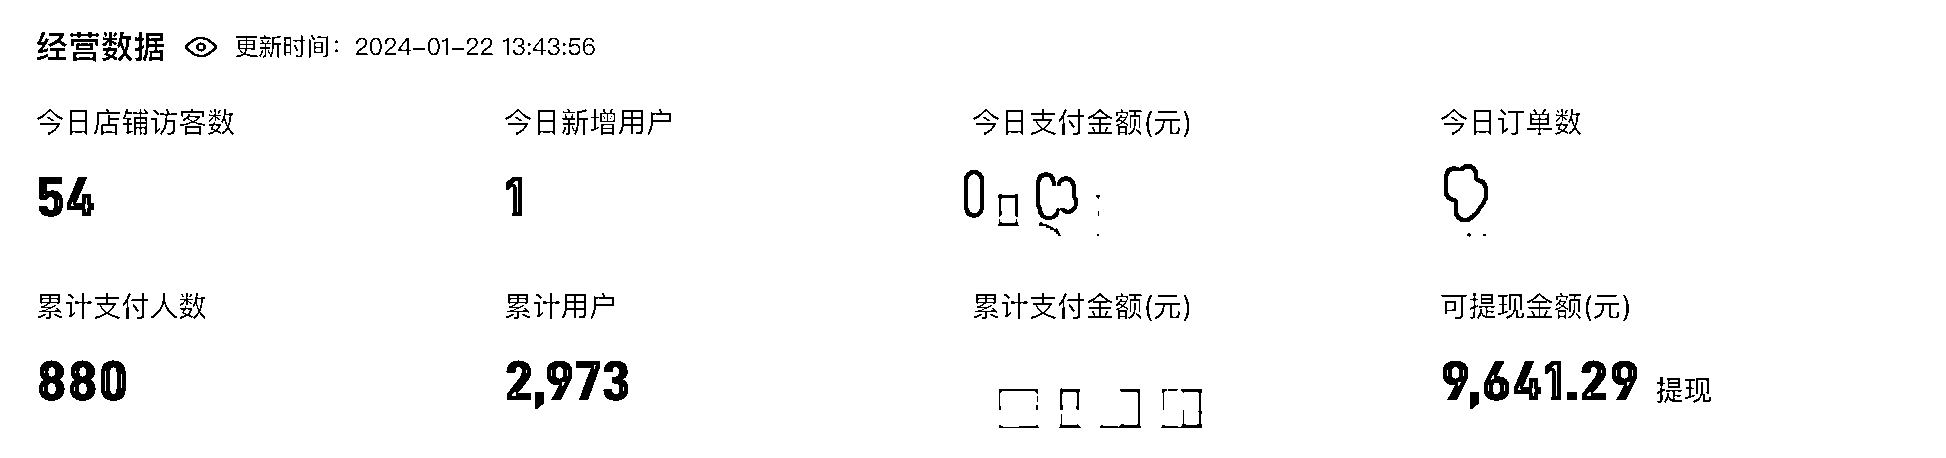 经营数据 更新时间：2024-01-22 13:43:56
今日店铺访客数 今日新增用户 今日支付金额(元) 今日订单数
54 1
累计支付人数 累计用户 累计支付金额(元) 可提现金额(元)
880 2,973 9,641.29 提现